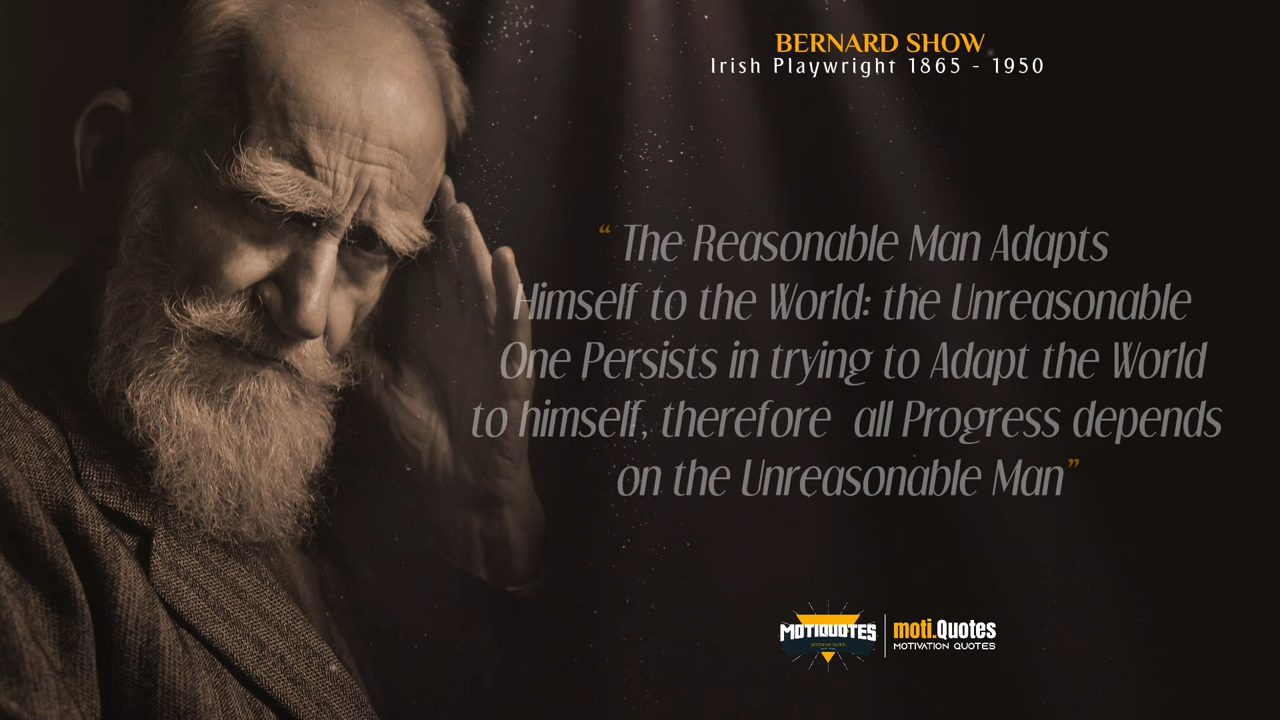 BERNARD SHOW
Irish Playwright 1865 - 1950
“ The Reasonable Man Adapts
Himself to the World: the Unreasonable
One Persists in trying to Adapt the World
to himself, therefore all Progress depends
on the Unreasonable Man”
MOTIQUOTES
moti.Quotes
MOTIVATION QUOTES